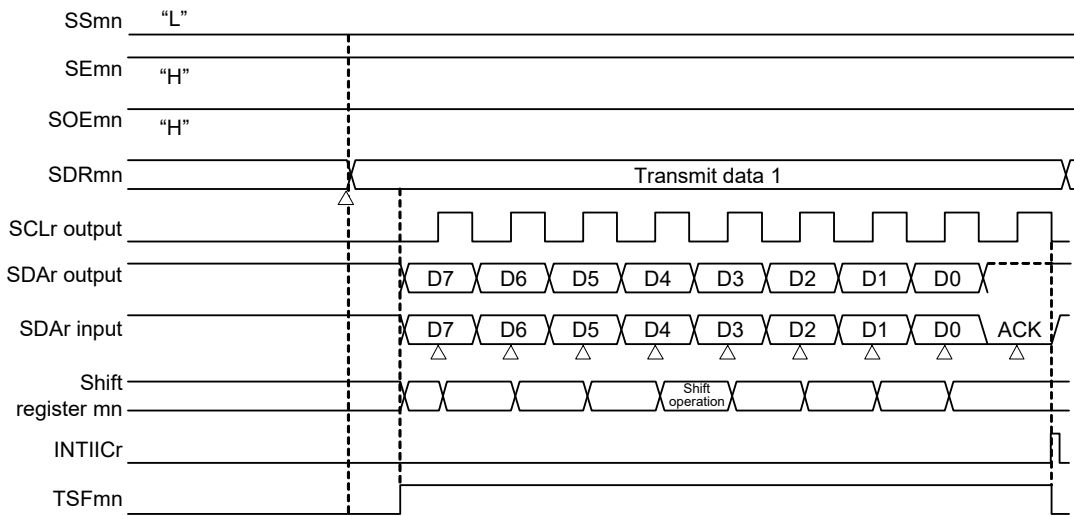 SSmn “L”
SEmn “H”
SOEmn “H”
SDRmn Transmit data 1
SCLr output
SDAr output D7 D6 D5 D4 D3 D2 D1 D0
SDAr input D7 D6 D5 D4 D3 D2 D1 D0 ACK
Shift
register mn
Shift
operation
INTIICr
TSFmn